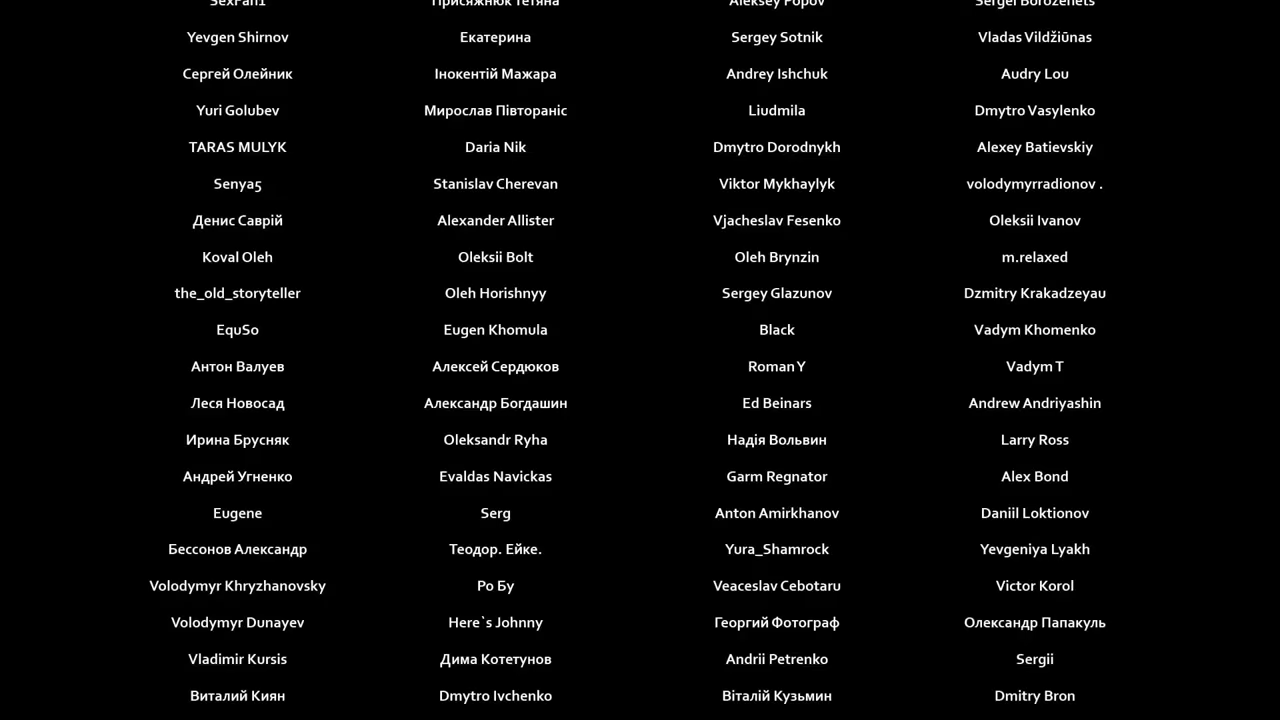 SexFan1 Присяжнюк Тетяна Aleksey Popov Sergei Borozenets
Yevgen Shirnov Екатерина Sergey Sotnik Vladas Vildžiūnas
Сергей Олейник Інокентій Мажара Andrey Ishchuk Audry Lou
Yuri Golubev Мирослав Півтораніс Liudmila Dmytro Vasylenko
TARAS MULYK Daria Nik Dmytro Dorodnykh Alexey Batievskiy
Senya5 Stanislav Cherevan Viktor Mykhaylyk volodymyrradionov .
Денис Саврій Alexander Allister Vjacheslav Fesenko Oleksii Ivanov
Koval Oleh Oleksii Bolt Oleh Brynzin m.relaxed
the_old_storyteller Oleh Horishnyy Sergey Glazunov Dzmitry Krakadzeyau
EquSo Eugen Khomula Black Vadym Khomenko
Антон Валуев Алексей Сердюков Roman Y Vadym T
Леся Новосад Александр Богдашин Ed Beinars Andrew Andriyashin
Ирина Брусняк Oleksandr Ryha Надія Вольвин Larry Ross
Андрей Угненко Evaldas Navickas Garm Regnator Alex Bond
Eugene Serg Anton Amirkhanov Daniil Loktionov
Бессонов Александр Теодор. Ейке. Yura_Shamrock Yevgeniya Lyakh
Volodymyr Khryzhanovsky Ро Бу Veaceslav Cebotaru Victor Korol
Volodymyr Dunayev Here`s Johnny Георгий Фотограф Олександр Папакуль
Vladimir Kursis Дима Котетунов Andrii Petrenko Sergii
Виталий Киян Dmytro Ivchenko Віталій Кузьмин Dmitry Bron